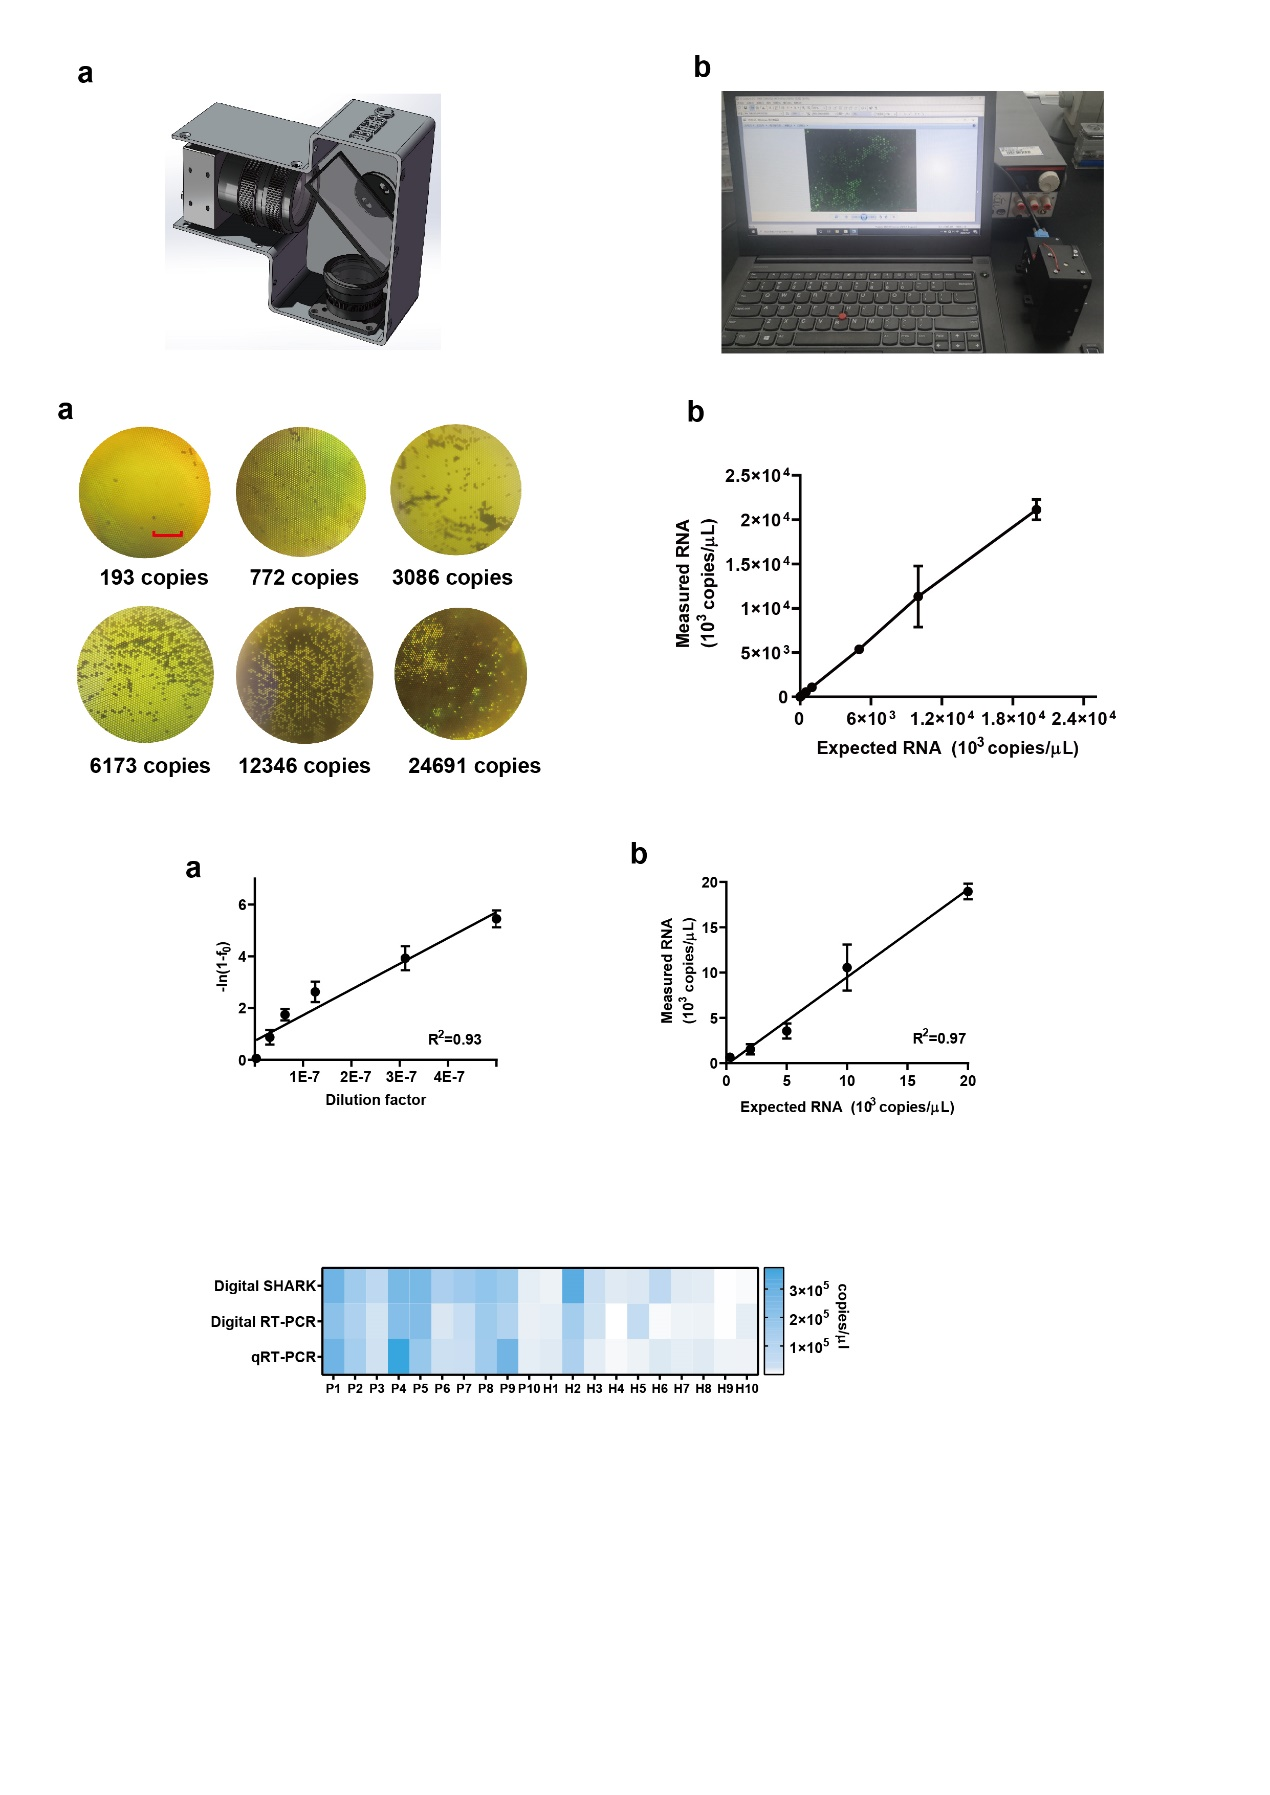 a
b
a
193 copies
772 copies
3086 copies
6173 copies
12346 copies
24691 copies
b
Measured RNA
(10³ copies/μL)
2.5×10⁴
2×10⁴
1.5×10⁴
1×10⁴
5×10³
0
0
6×10³
1.2×10⁴
1.8×10⁴
2.4×10⁴
Expected RNA (10³ copies/μL)
a
-ln(1-f₀)
6
4
2
0
R²=0.93
1E-7
2E-7
3E-7
4E-7
Dilution factor
b
Measured RNA
(10³ copies/μL)
20
15
10
5
0
R²=0.97
0
5
10
15
20
Expected RNA (10³ copies/μL)
Digital SHARK
Digital RT-PCR
qRT-PCR
P1 P2 P3 P4 P5 P6 P7 P8 P9 P10 H1 H2 H3 H4 H5 H6 H7 H8 H9 H10
3×10⁵
2×10⁵
1×10⁵
copies/μl